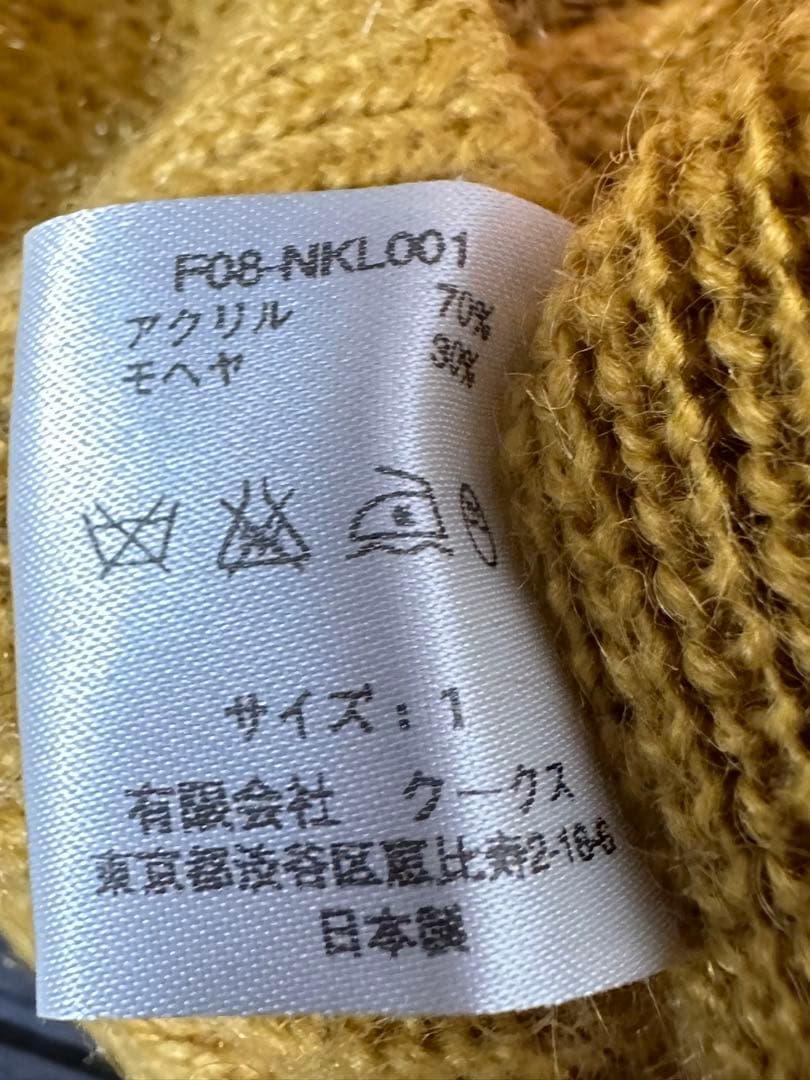 F08-NKL001
アクリル 70%
モヘヤ 30%
サイズ：1
有限会社 クークス
東京都渋谷区恵比寿2-16-6
日本製